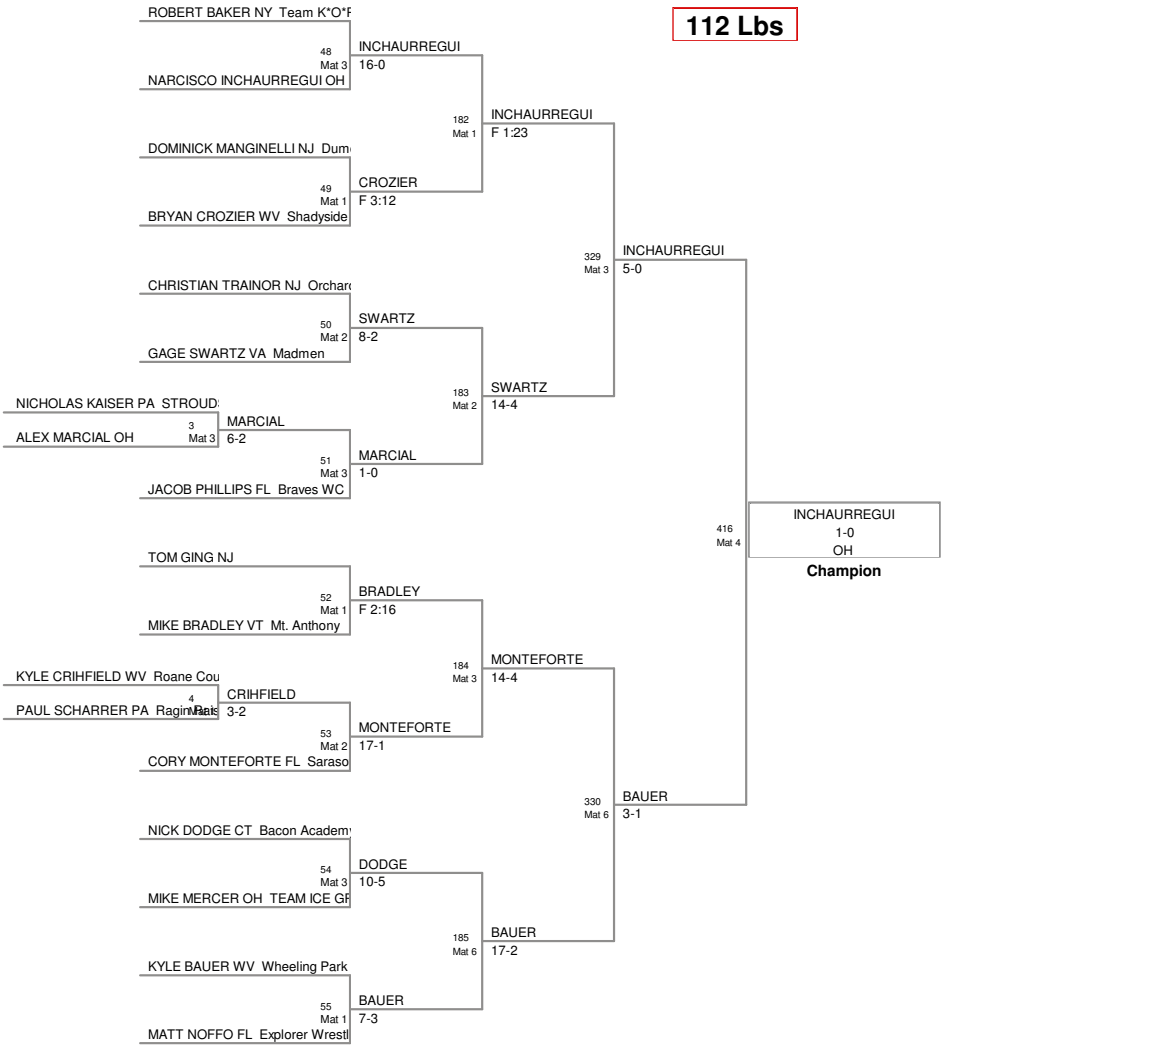 112 Lbs
ROBERT BAKER NY Team K*O*
48
Mat 3
INCHAURREGUI
16-0
NARCISCO INCHAURREGUI OH
182
Mat 1
INCHAURREGUI
F 1:23
DOMINICK MANGINELLI NJ
49
Mat 1
CROZIER
F 3:12
BRYAN CROZIER WV Shadyside
329
Mat 3
INCHAURREGUI
5-0
CHRISTIAN TRAINOR NJ
50
Mat 2
SWARTZ
8-2
GAGE SWARTZ VA Madmen
183
Mat 2
SWARTZ
14-4
NICHOLAS KAISER PA STROUD
3
Mat 3
MARCIAL
6-2
ALEX MARCIAL OH
51
Mat 3
MARCIAL
1-0
JACOB PHILLIPS FL Braves WC
416
Mat 4
INCHAURREGUI
1-0
OH
Champion
TOM GING NJ
52
Mat 1
BRADLEY
F 2:16
MIKE BRADLEY VT Mt. Anthony
184
Mat 3
MONTEFORTE
14-4
KYLE CRIHFIELD WV Roane Cou
4
CRIHFIELD
3-2
PAUL SCHARRER PA Ragin
53
Mat 2
MONTEFORTE
17-1
CORY MONTEFORTE FL Saraso
330
Mat 6
BAUER
3-1
NICK DODGE CT Bacon Academy
54
Mat 3
DODGE
10-5
MIKE MERCER OH TEAM ICE
185
Mat 6
BAUER
17-2
KYLE BAUER WV Wheeling Park
55
Mat 1
BAUER
7-3
MATT NOFFO FL Explorer Wrestl